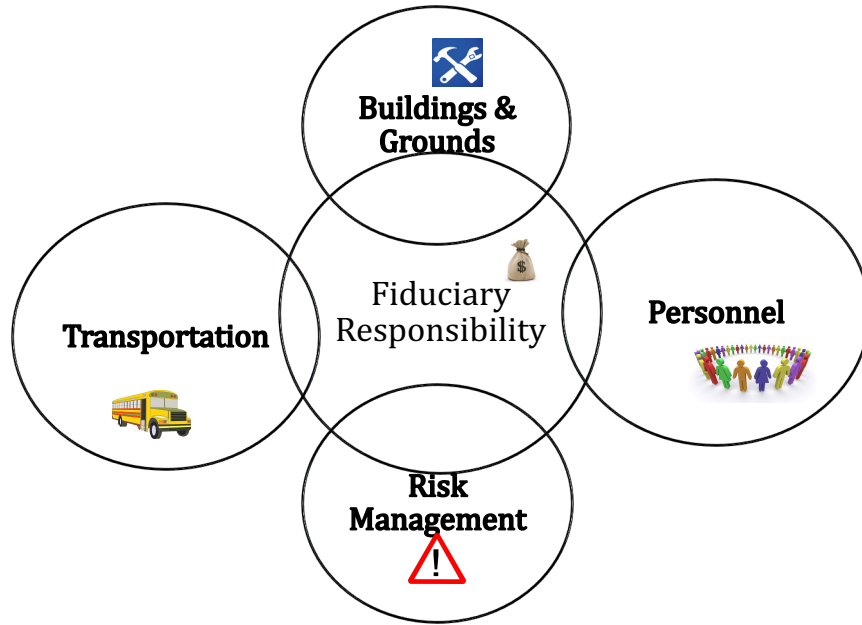 Buildings &
Grounds
$
Fiduciary
Responsibility
Transportation
Personnel
Risk
Management
!